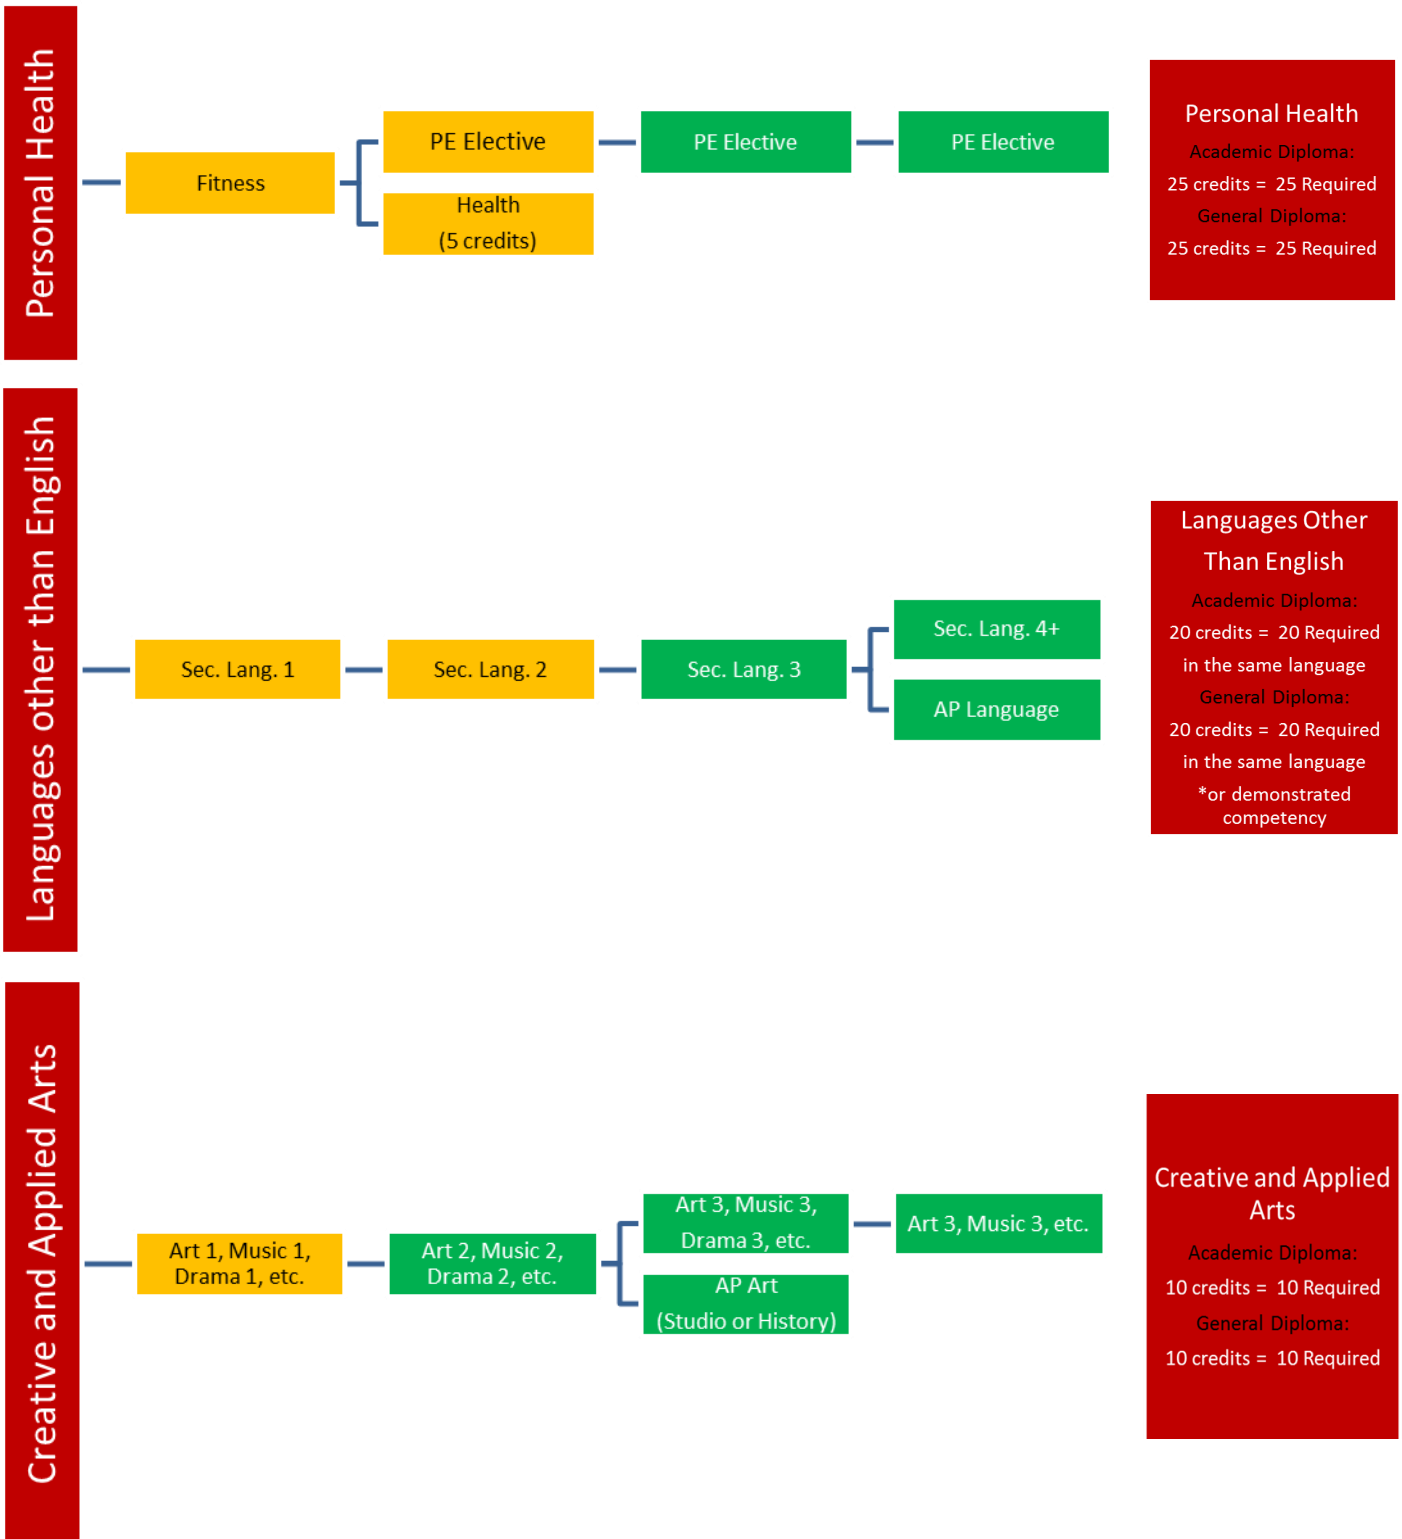 Personal Health
Fitness
PE Elective
Health
(5 credits)
PE Elective
PE Elective
Personal Health
Academic Diploma:
25 credits = 25 Required
General Diploma:
25 credits = 25 Required
Languages other than English
Sec. Lang. 1
Sec. Lang. 2
Sec. Lang. 3
Sec. Lang. 4+
AP Language
Languages Other
Than English
Academic Diploma:
20 credits = 20 Required
in the same language
General Diploma:
20 credits = 20 Required
in the same language
*or demonstrated
competency
Creative and Applied Arts
Art 1, Music 1,
Drama 1, etc.
Art 2, Music 2,
Drama 2, etc.
Art 3, Music 3,
Drama 3, etc.
AP Art
(Studio or History)
Art 3, Music 3, etc.
Creative and Applied
Arts
Academic Diploma:
10 credits = 10 Required
General Diploma:
10 credits = 10 Required